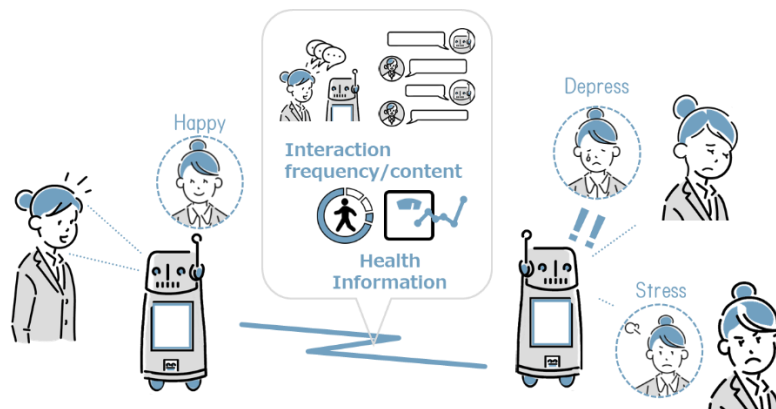 Happy
Interaction
frequency/content
Health
Information
Depress
!!
Stress